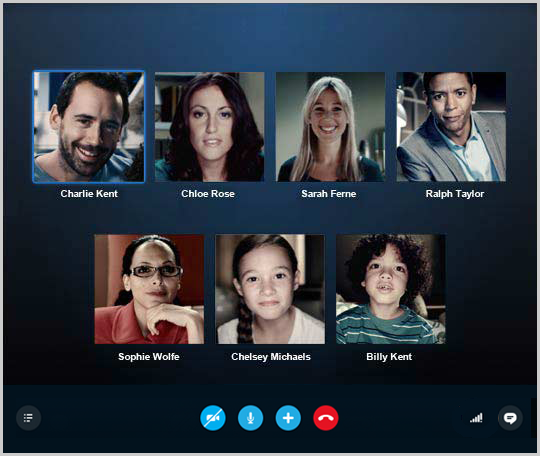 Charlie Kent
Chloe Rose
Sarah Ferne
Ralph Taylor
Sophie Wolfe
Chelsey Michaels
Billy Kent